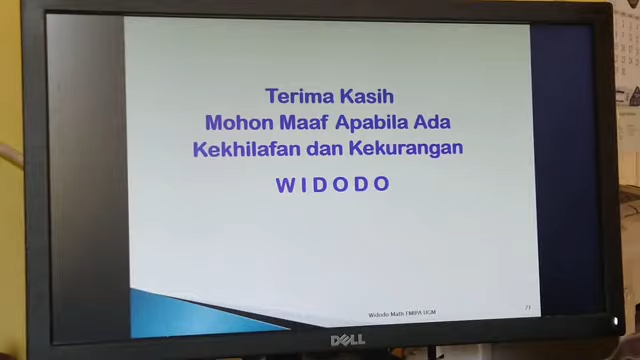 Terima Kasih
Mohon Maaf Apabila Ada
Kekhilafan dan Kekurangan
WIDODO
Widodo Math FMIPA UGM
DELL